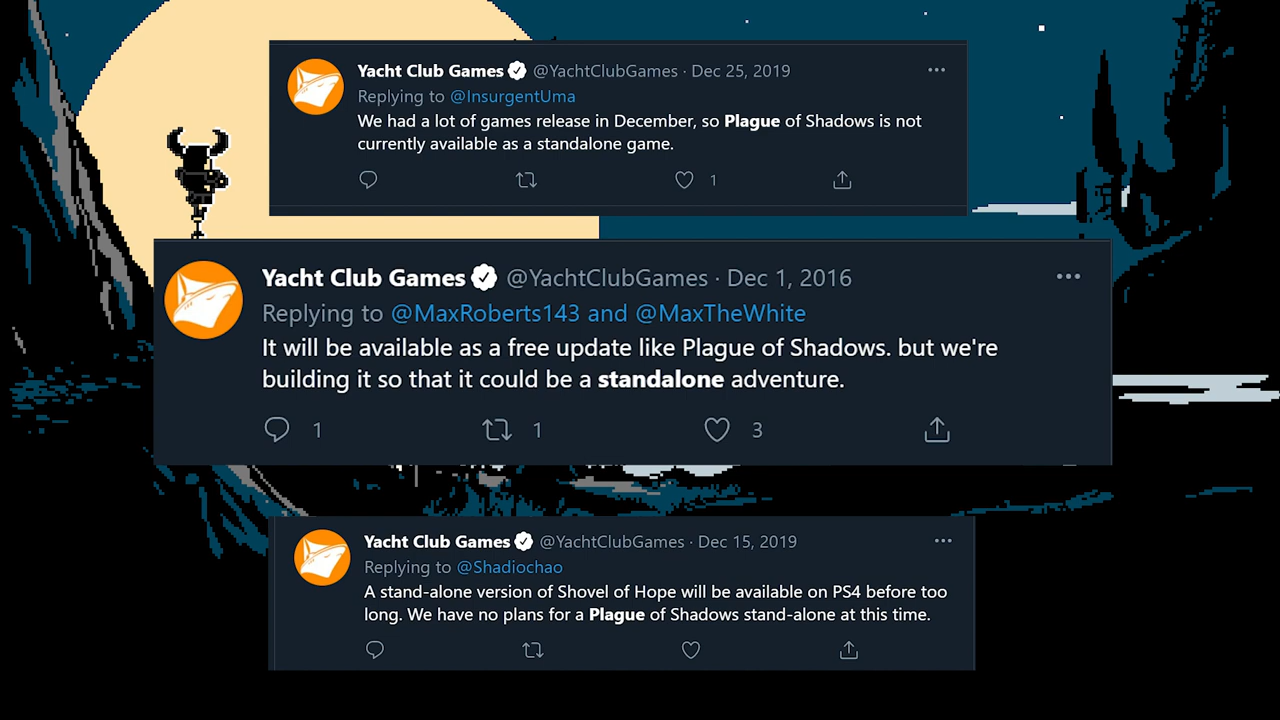 Yacht Club Games @YachtClubGames · Dec 25, 2019
Replying to @InsurgentUma
We had a lot of games release in December, so Plague of Shadows is not
currently available as a standalone game.
1
Yacht Club Games @YachtClubGames · Dec 1, 2016
Replying to @MaxRoberts143 and @MaxTheWhite
It will be available as a free update like Plague of Shadows. but we're
building it so that it could be a standalone adventure.
1 1 3
Yacht Club Games @YachtClubGames · Dec 15, 2019
Replying to @Shadiochao
A stand-alone version of Shovel of Hope will be available on PS4 before too
long. We have no plans for a Plague of Shadows stand-alone at this time.